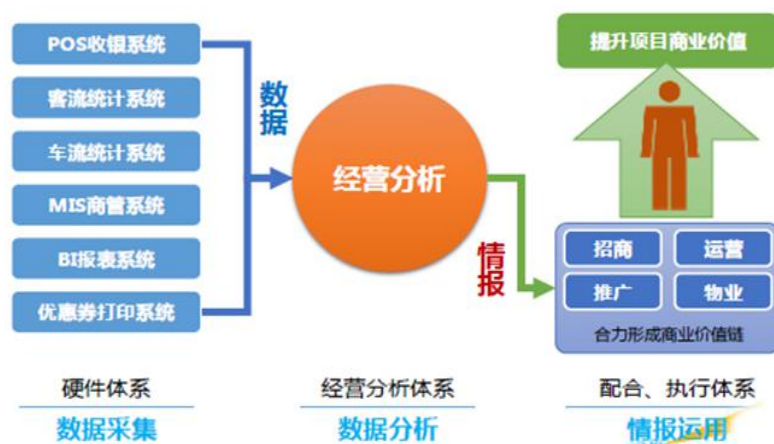 POS收银系统
客流统计系统
车流统计系统
MIS商管系统
BI报表系统
优惠券打印系统
数据
经营分析
情报
提升项目商业价值
招商
运营
推广
物业
合力形成商业价值链
硬件体系
数据采集
经营分析体系
数据分析
配合、执行体系
情报运用